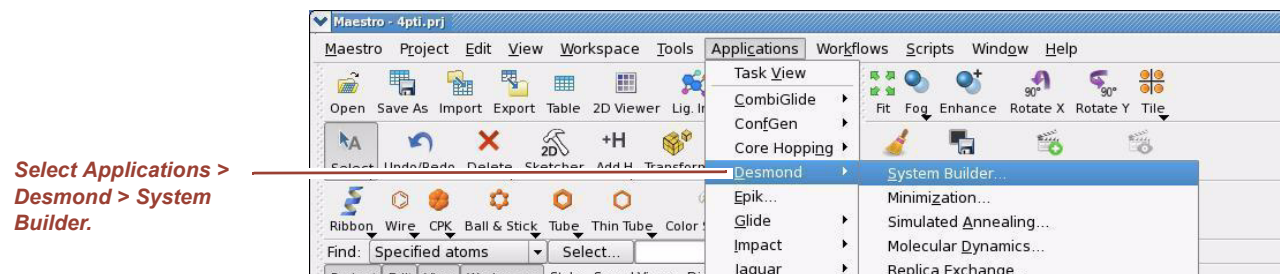 Maestro - 4pti.prj
Maestro Project Edit View Workspace Tools Applications Workflows Scripts Window Help
Open Save As Import Export Table 2D Viewer Lig. Fit Fog Enhance Rotate X Rotate Y Tile
90° 90°
2D +H
Select Undo/Redo Delete Sketcher Add H Transform
Ribbon Wire CPK Ball & Stick Tube Thin Tube Color
Find: Specified atoms Select...
Task View
CombiGlide
ConfGen
Core Hopping
Desmond
Epik...
Glide
Impact
Jaguar
System Builder...
Minimization...
Simulated Annealing...
Molecular Dynamics...
Replica Exchange
Select Applications >
Desmond > System
Builder.